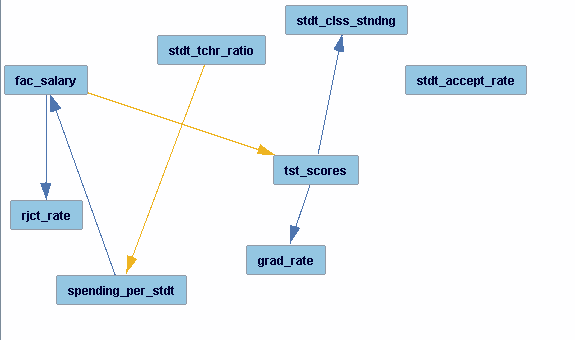 stdt_clss_stndng
stdt_tchr_ratio
fac_salary
stdt_accept_rate
tst_scores
rjct_rate
grad_rate
spending_per_stdt